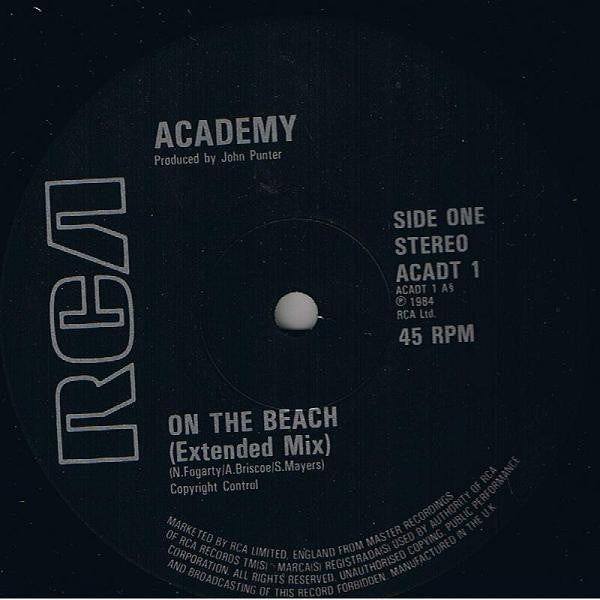 RCA
ACADEMY
Produced by John Punter
SIDE ONE
STEREO
ACADT 1
ACADT 1 A§
℗ 1984
RCA Ltd.
45 RPM
ON THE BEACH
(Extended Mix)
(N.Fogarty/A.Briscoe/S.Mayers)
Copyright Control
MARKETED BY RCA LIMITED, ENGLAND FROM MASTER RECORDINGS
OF RCA RECORDS TM(S) - MARCA(S) REGISTRADA(S) USED BY AUTHORITY OF RCA
CORPORATION. ALL RIGHTS RESERVED. UNAUTHORISED COPYING, PUBLIC PERFORMANCE
AND BROADCASTING OF THIS RECORD FORBIDDEN. MANUFACTURED IN THE U.K.